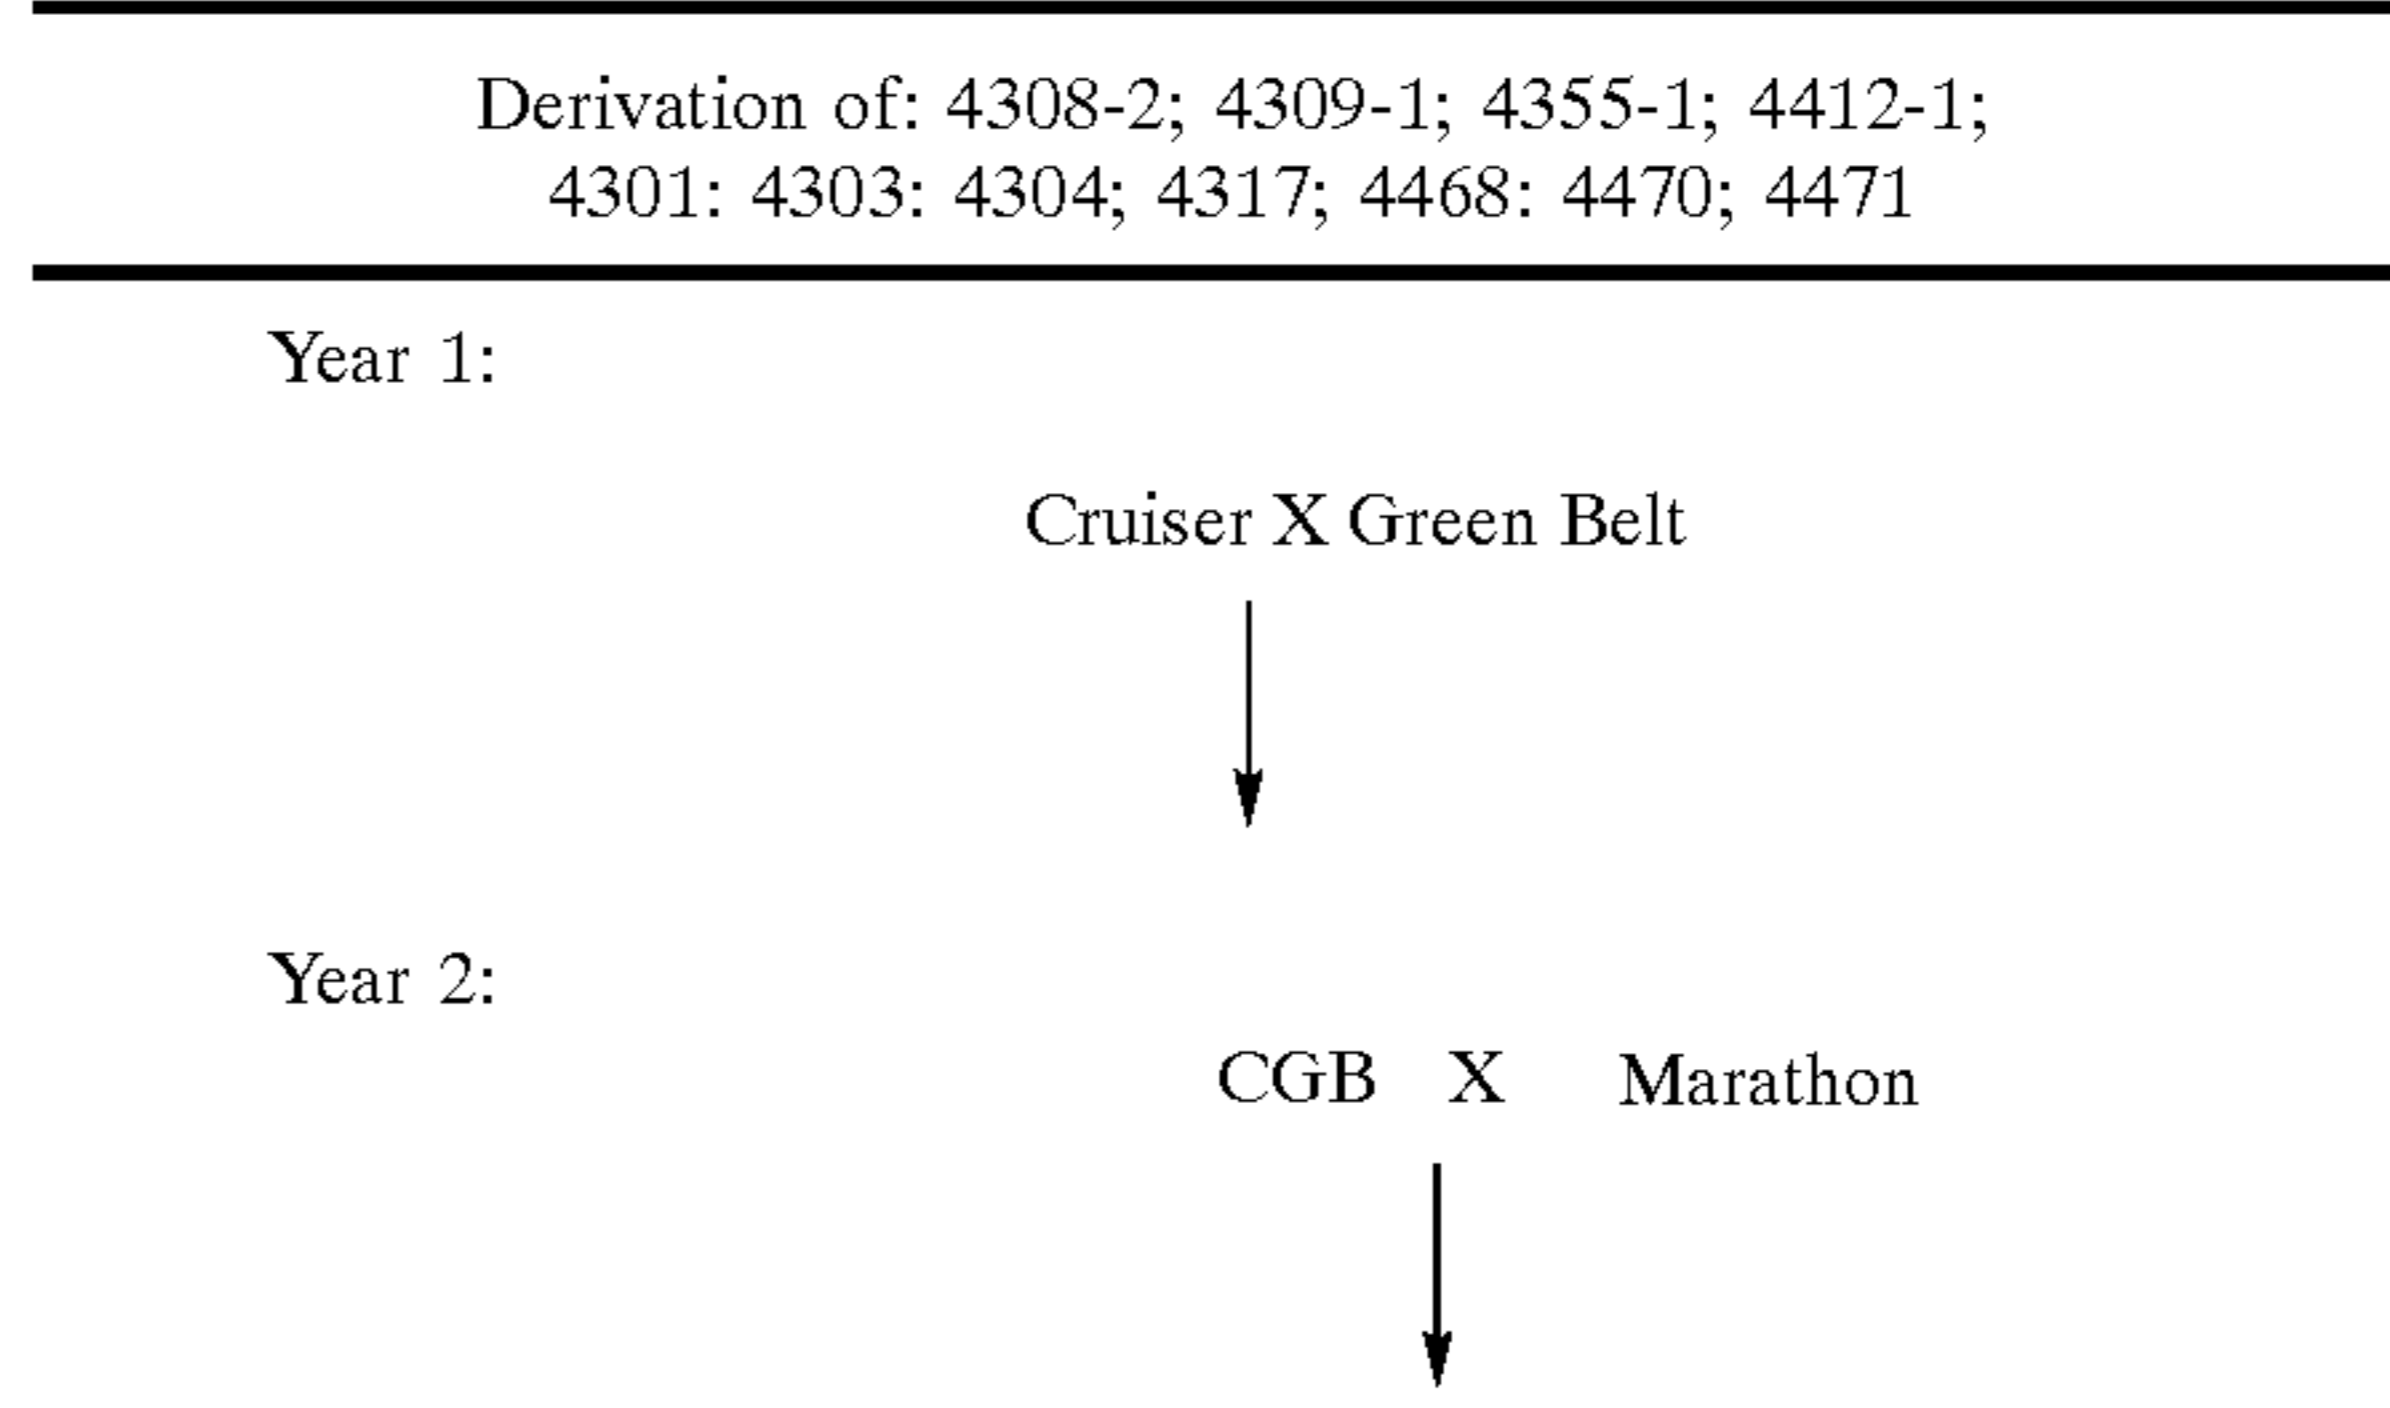 Derivation of: 4308-2; 4309-1; 4355-1; 4412-1;
4301: 4303: 4304; 4317; 4468: 4470; 4471
Year 1:
Cruiser X Green Belt
Year 2:
CGB X Marathon